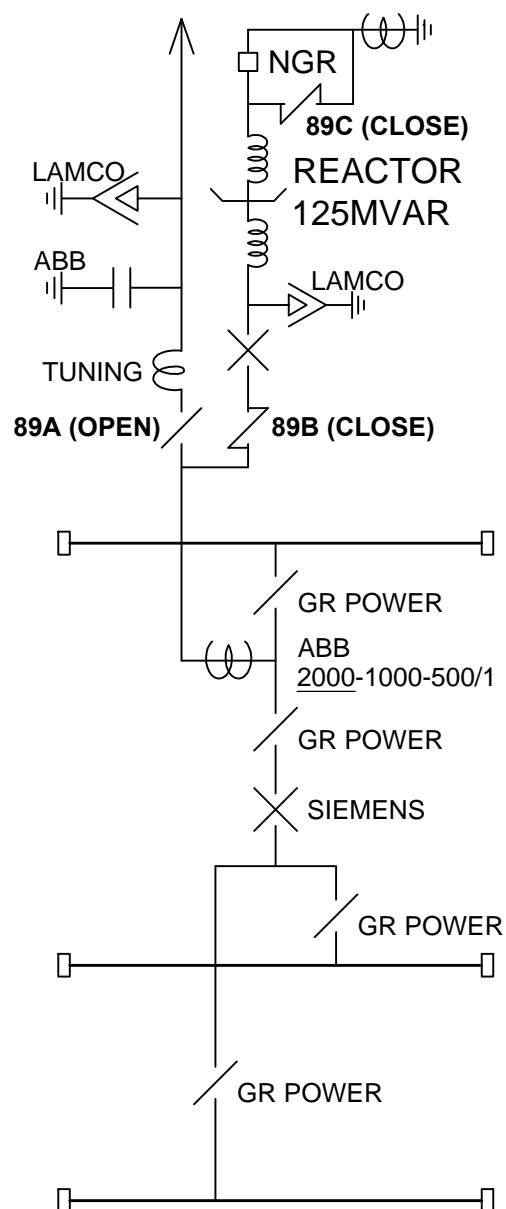 NGR
89C (CLOSE)
LAMCO
REACTOR
125MVAR
ABB
LAMCO
TUNING
89A (OPEN)
89B (CLOSE)
GR POWER
ABB
2000-1000-500/1
GR POWER
SIEMENS
GR POWER
GR POWER